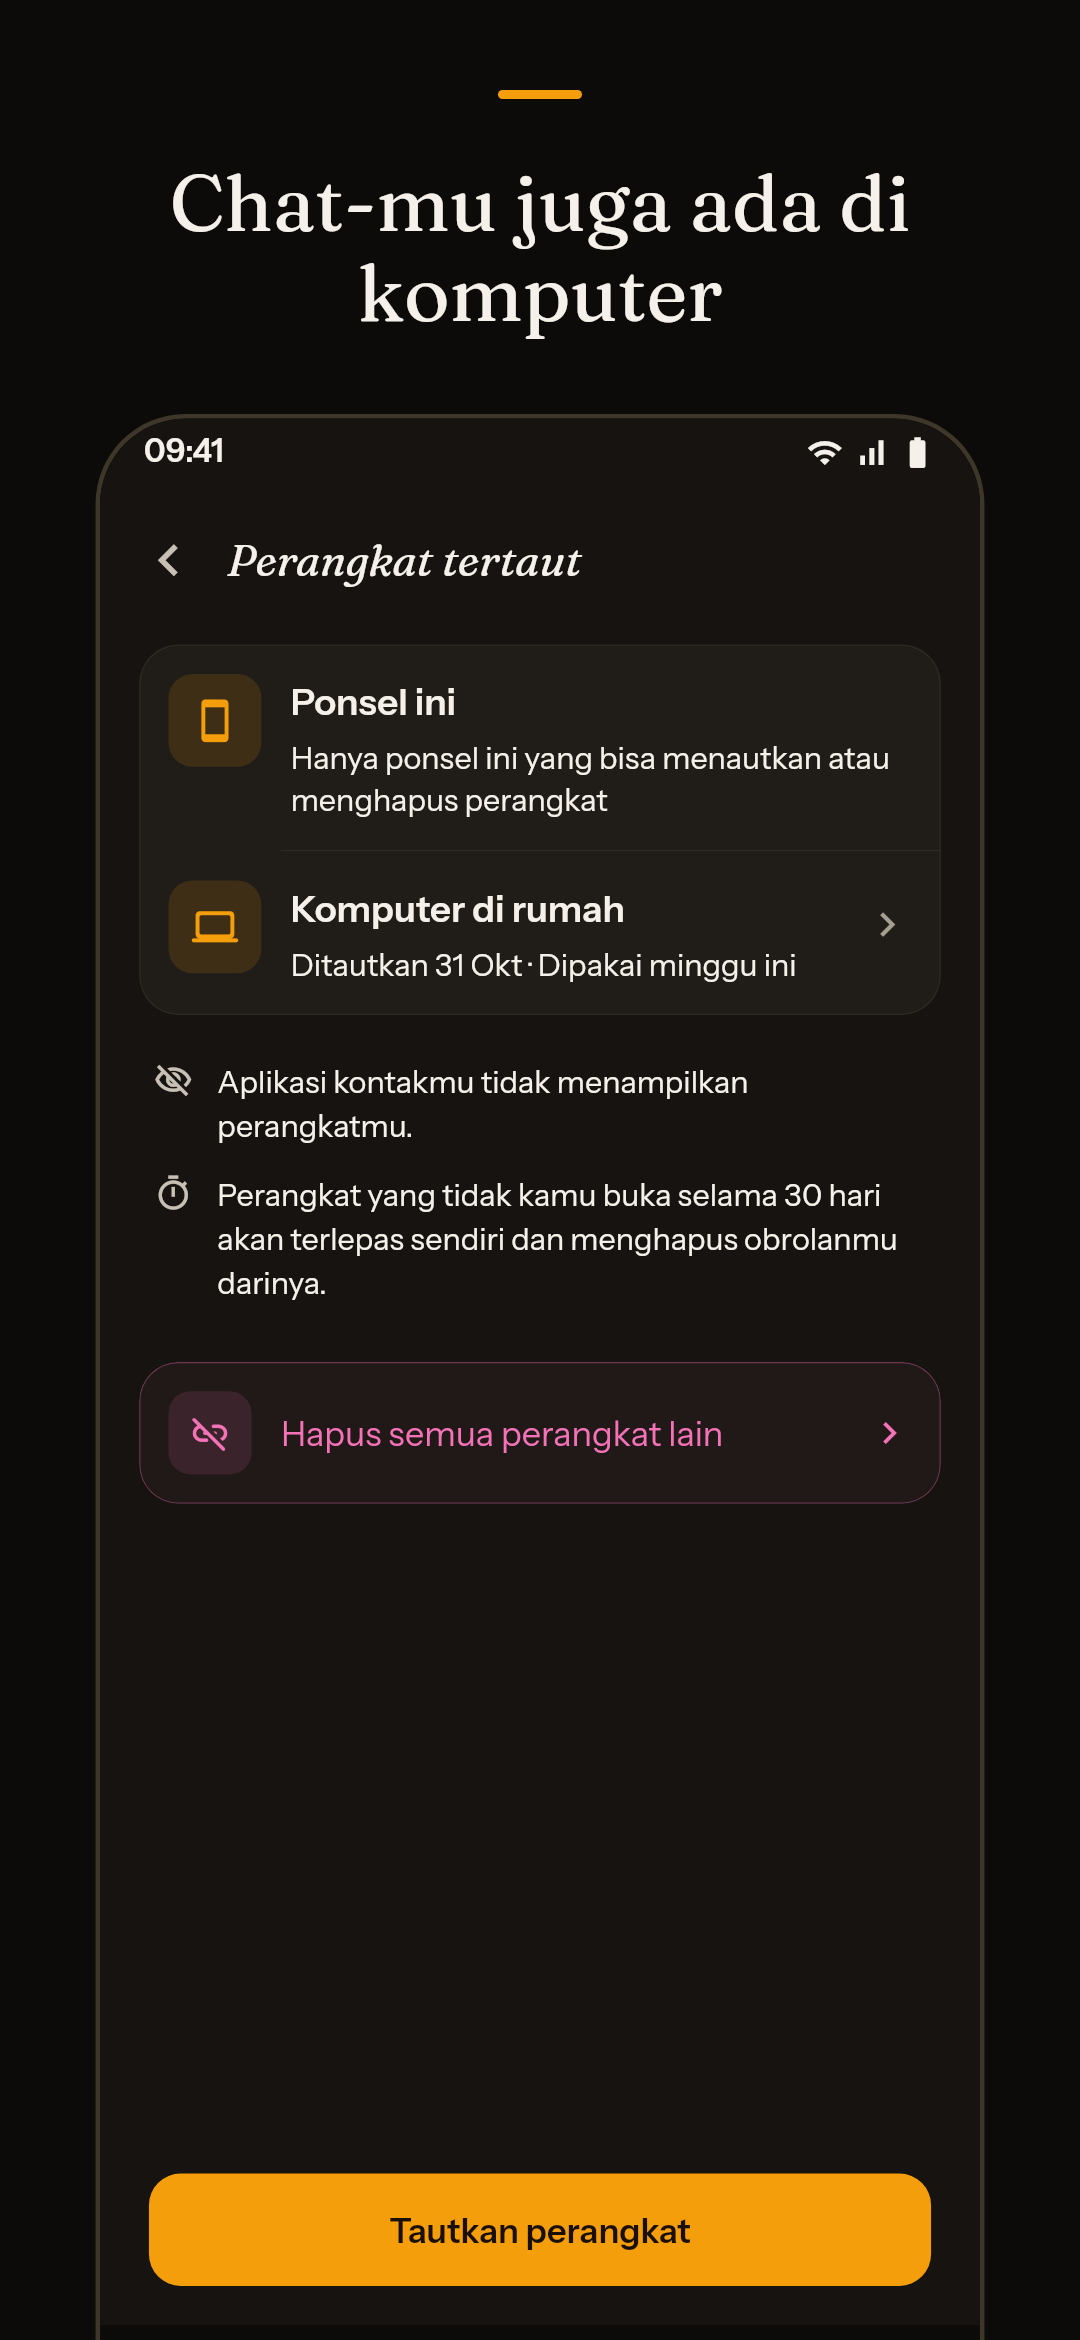 Chat-mu juga ada di
komputer
09:41
Perangkat tertaut
Ponsel ini
Hanya ponsel ini yang bisa menautkan atau
menghapus perangkat
Komputer di rumah
Ditautkan 31 Okt · Dipakai minggu ini
Aplikasi kontakmu tidak menampilkan
perangkatmu.
Perangkat yang tidak kamu buka selama 30 hari
akan terlepas sendiri dan menghapus obrolanmu
darinya.
Hapus semua perangkat lain
Tautkan perangkat